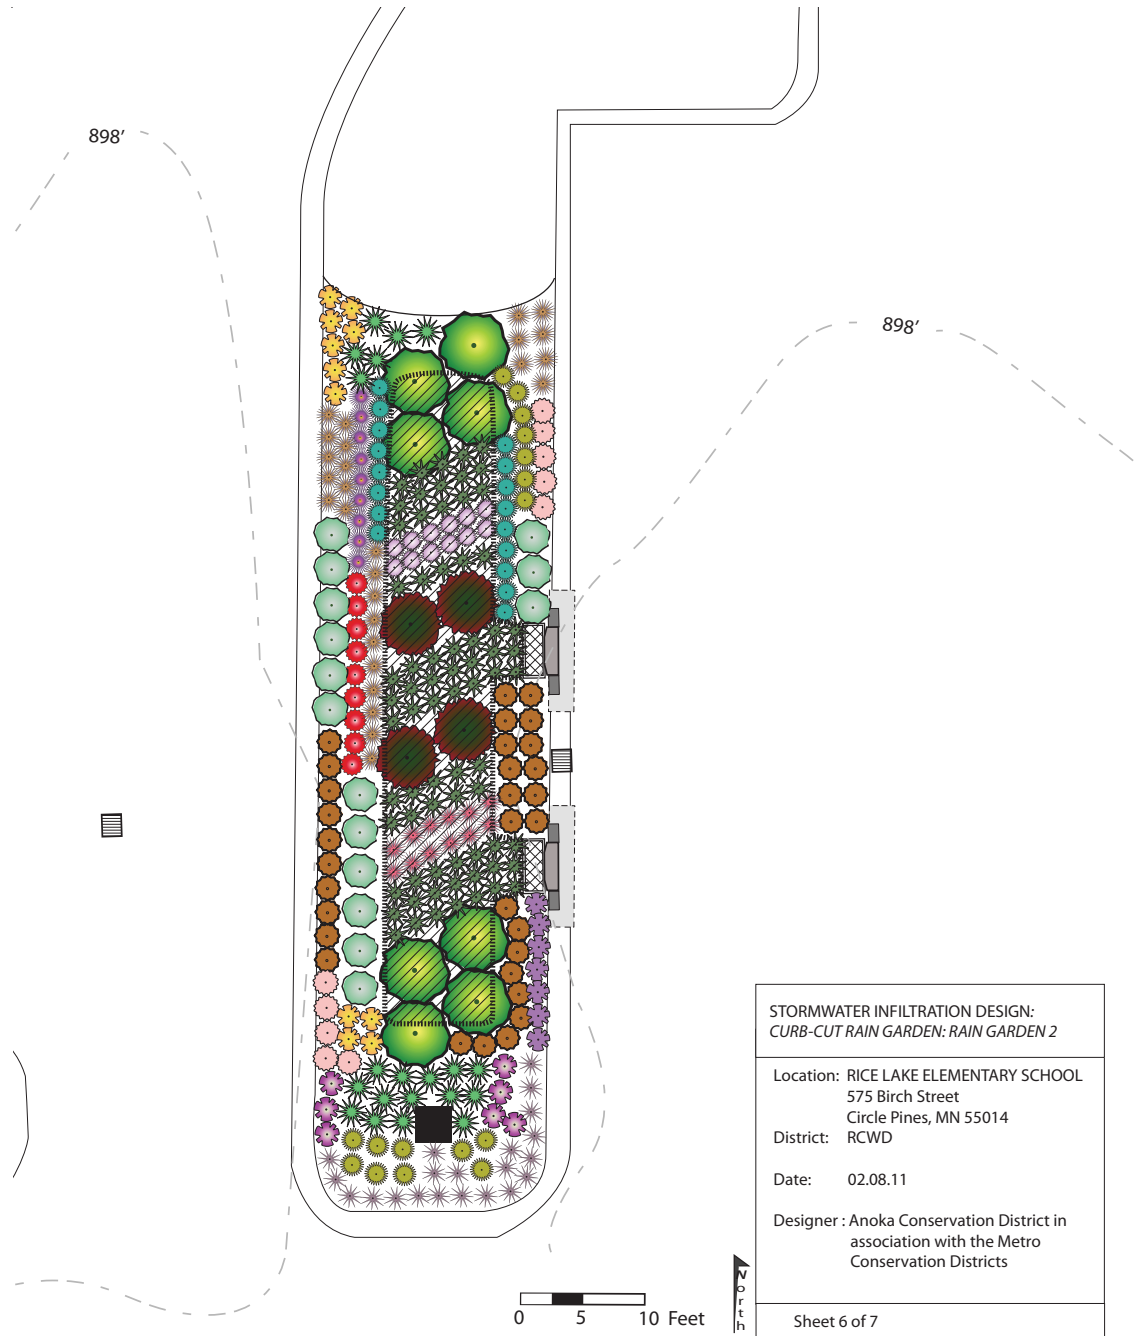 898'
898'
STORMWATER INFILTRATION DESIGN:
CURB-CUT RAIN GARDEN: RAIN GARDEN 2
Location: RICE LAKE ELEMENTARY SCHOOL
575 Birch Street
Circle Pines, MN 55014
District: RCWD
Date: 02.08.11
Designer : Anoka Conservation District in
association with the Metro
Conservation Districts
Sheet 6 of 7
North
0 5 10 Feet